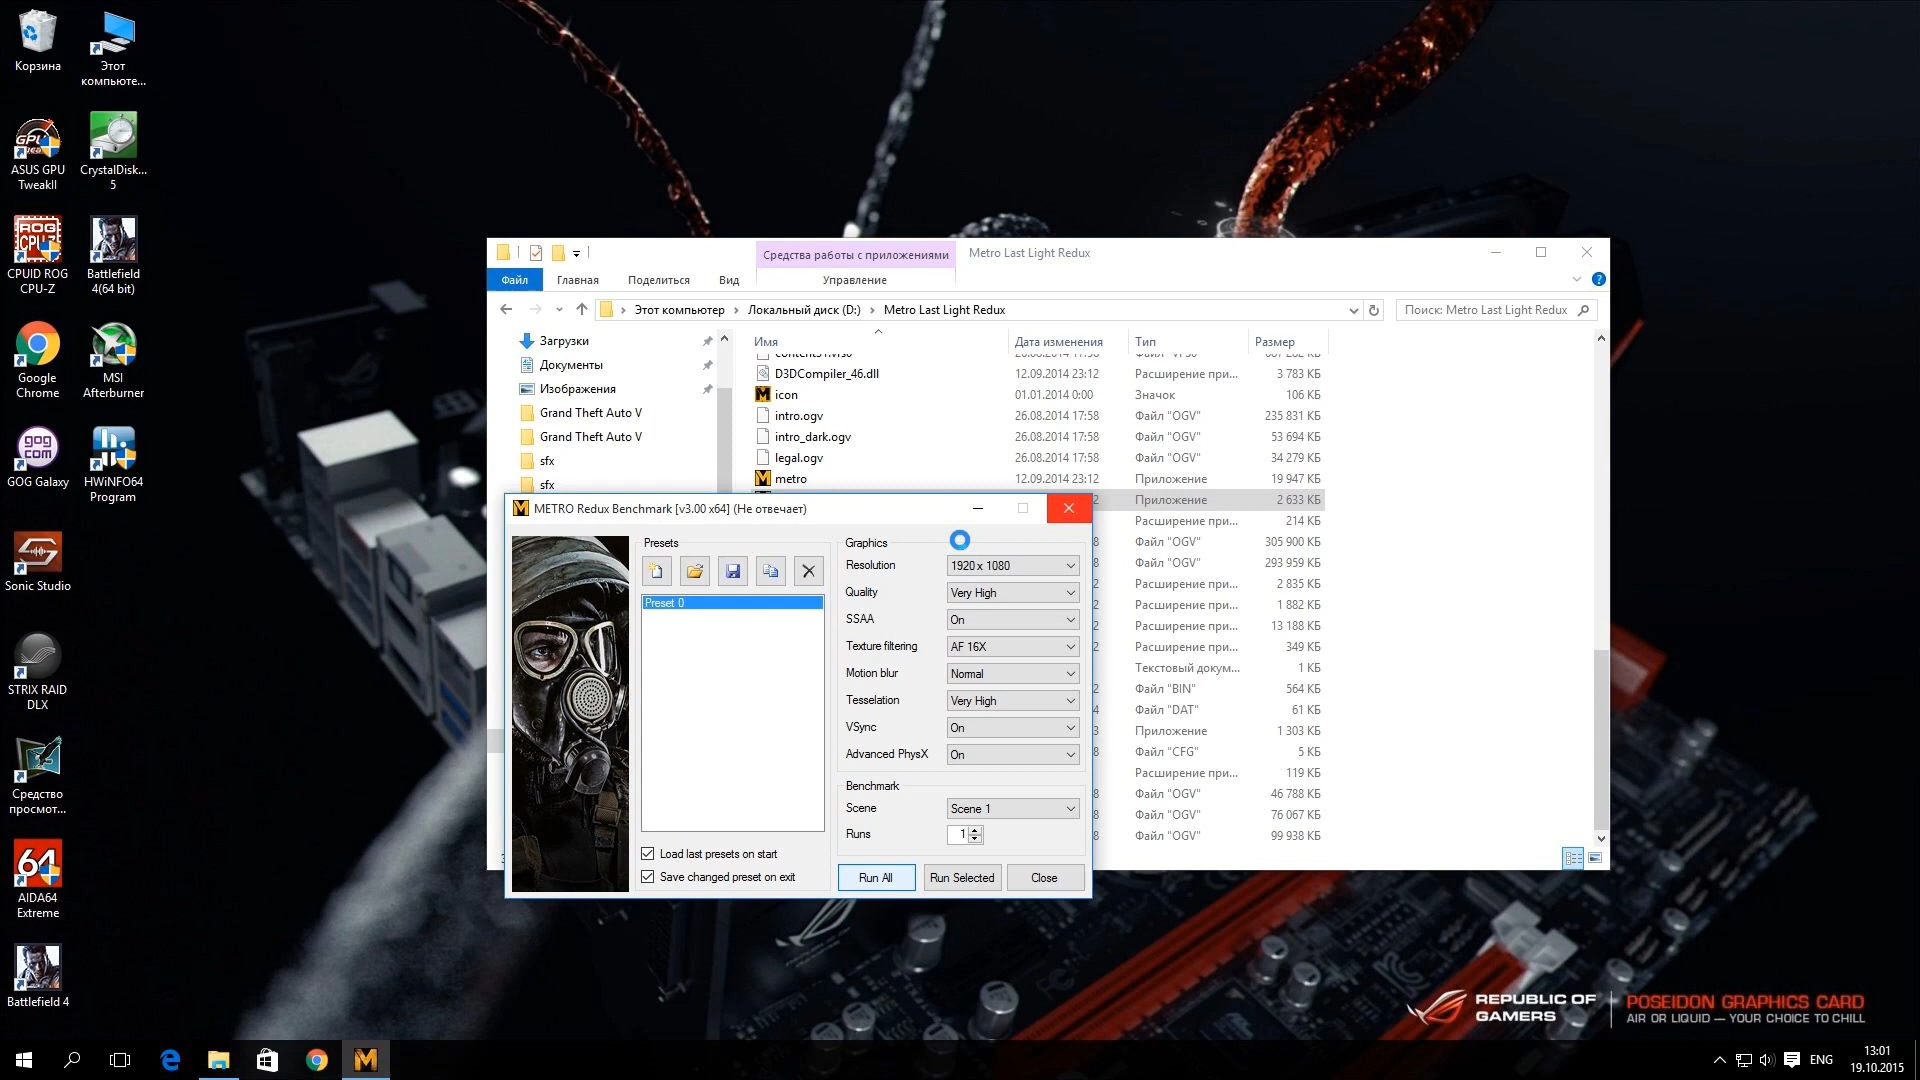 Корзина
Этот
компьюте...
ASUS GPU
TweakII
CrystalDisk...
5
CPUID ROG
CPU-Z
Battlefield
4(64 bit)
Google
Chrome
MSI
Afterburner
GOG Galaxy
HWiNFO64
Program
Sonic Studio
STRIX RAID
DLX
Средство
просмот...
AIDA64
Extreme
Battlefield 4
Средства работы с приложениями
Metro Last Light Redux
Файл
Главная
Поделиться
Вид
Управление
Этот компьютер
Локальный диск (D:)
Metro Last Light Redux
Поиск: Metro Last Light Redux
Загрузки
Документы
Изображения
Grand Theft Auto V
Grand Theft Auto V
sfx
sfx
Имя Дата изменения Тип Размер
D3DCompiler_46.dll 12.09.2014 23:12 Расширение при... 3 783 КБ
icon 01.01.2014 0:00 Значок 106 КБ
intro.ogv 26.08.2014 17:58 Файл "OGV" 235 831 КБ
intro_dark.ogv 26.08.2014 17:58 Файл "OGV" 53 694 КБ
legal.ogv 26.08.2014 17:58 Файл "OGV" 34 279 КБ
metro 12.09.2014 23:12 Приложение 19 947 КБ
2 Приложение 2 633 КБ
Расширение при... 214 КБ
8 Файл "OGV" 305 900 КБ
8 Файл "OGV" 293 959 КБ
2 Расширение при... 2 835 КБ
2 Расширение при... 1 882 КБ
2 Расширение при... 13 188 КБ
2 Расширение при... 349 КБ
Текстовый докум... 1 КБ
2 Файл "BIN" 564 КБ
4 Файл "DAT" 61 КБ
3 Приложение 1 303 КБ
8 Файл "CFG" 5 КБ
Расширение при... 119 КБ
8 Файл "OGV" 46 788 КБ
8 Файл "OGV" 76 067 КБ
8 Файл "OGV" 99 938 КБ
METRO Redux Benchmark [v3.00 x64] (Не отвечает)
Presets
Preset 0
Load last presets on start
Save changed preset on exit
Graphics
Resolution 1920 x 1080
Quality Very High
SSAA On
Texture filtering AF 16X
Motion blur Normal
Tesselation Very High
VSync On
Advanced PhysX On
Benchmark
Scene Scene 1
Runs 1
Run All
Run Selected
Close
REPUBLIC OF
GAMERS
POSEIDON GRAPHICS CARD
AIR OR LIQUID — YOUR CHOICE TO CHILL
ENG
13:01
19.10.2015